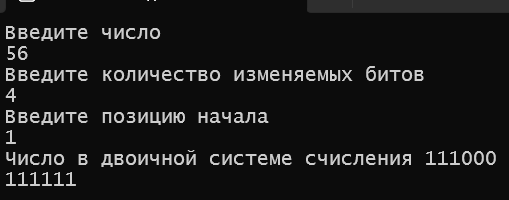 Введите число
56
Введите количество изменяемых битов
4
Введите позицию начала
1
Число в двоичной системе счисления 111000
111111